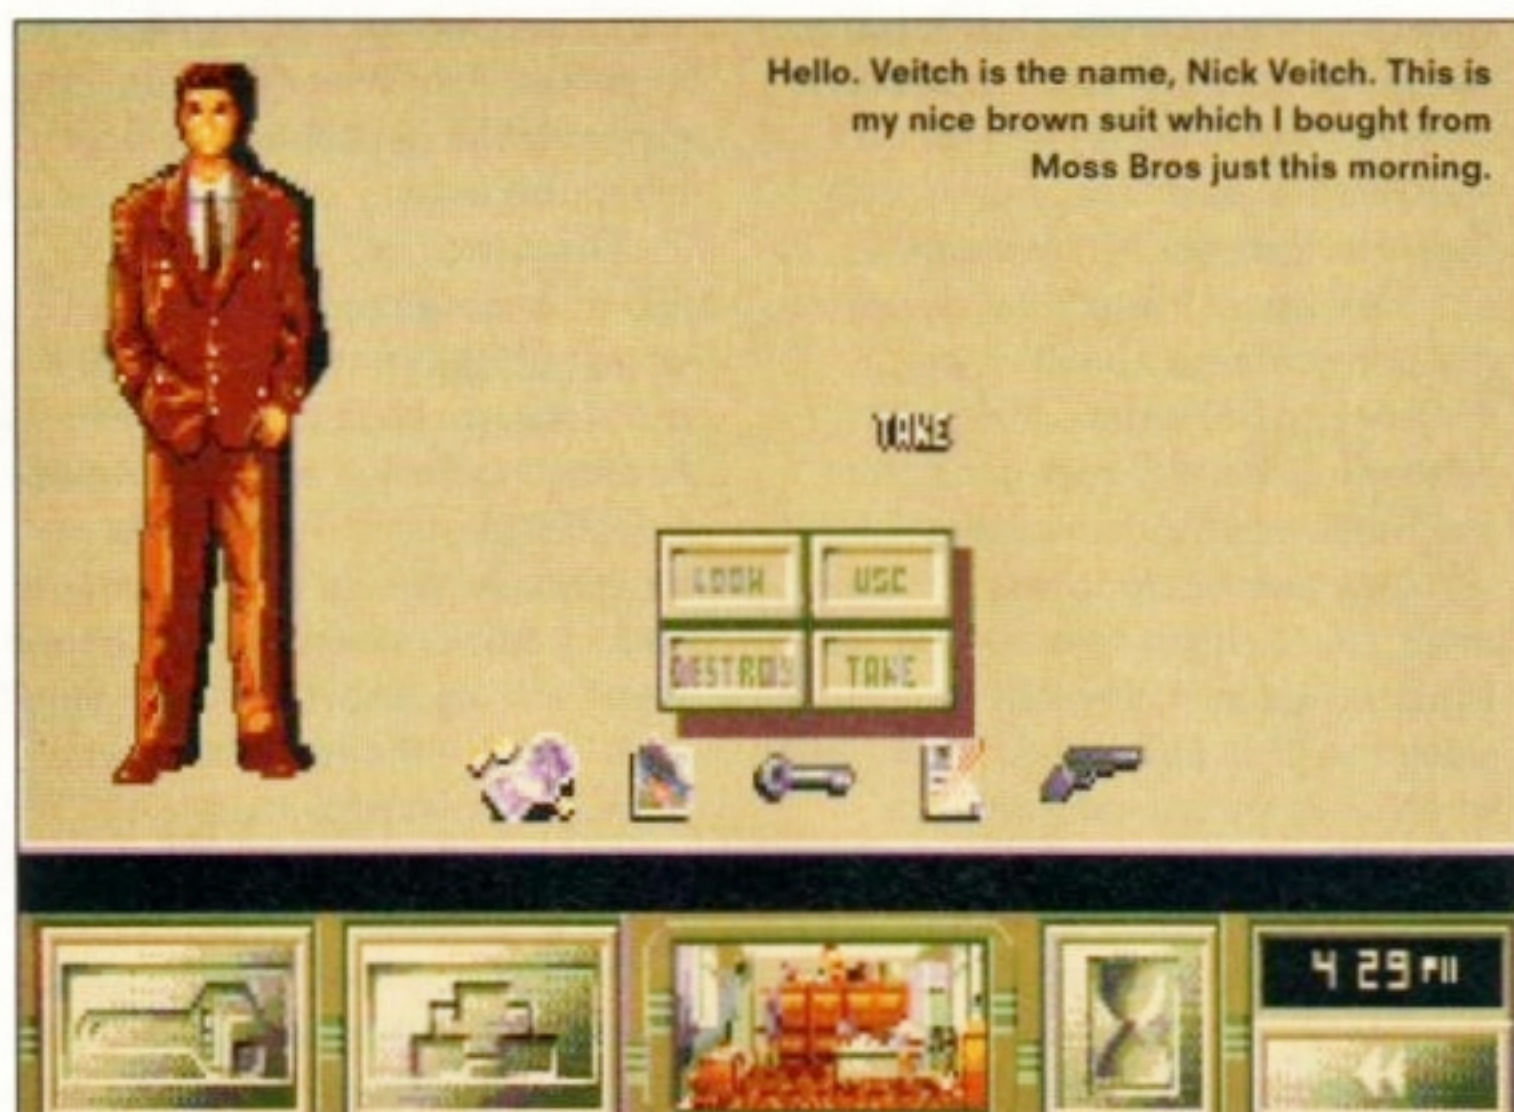 Hello. Veitch is the name, Nick Veitch. This is
my nice brown suit which I bought from
Moss Bros just this morning.
TAKE
LOOK USE
DESTROY TAKE
4 29 PM